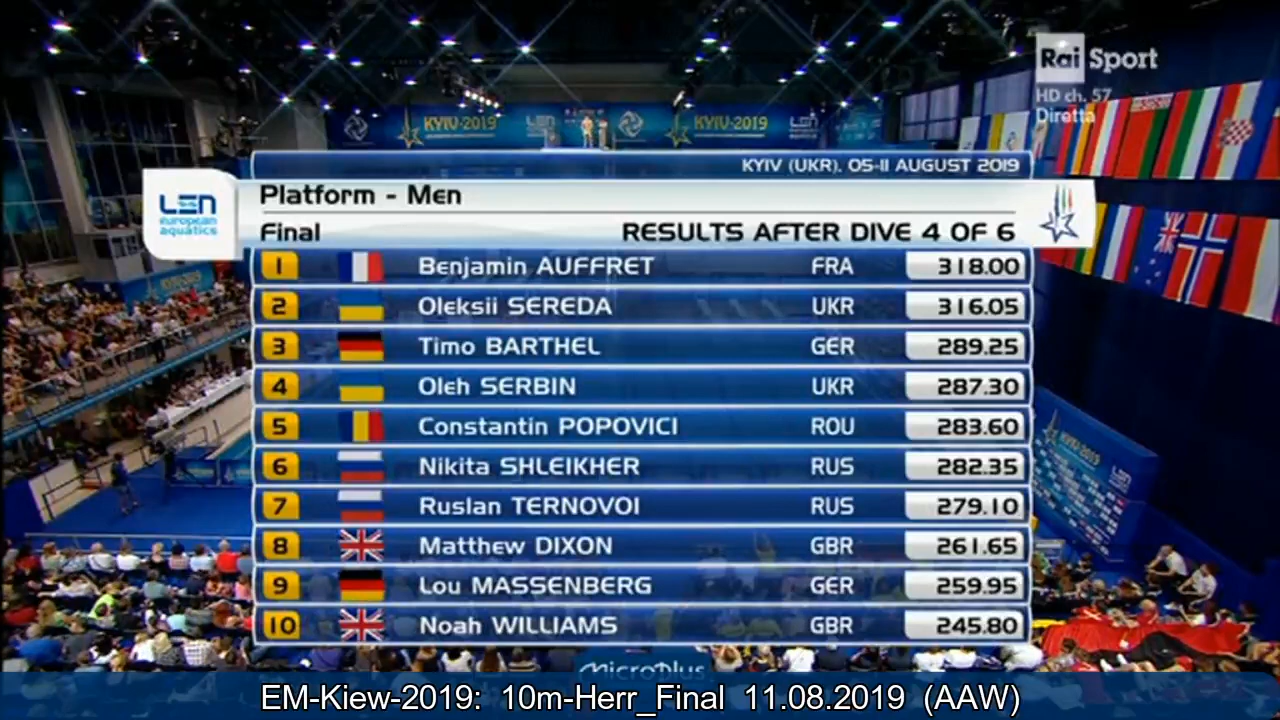 Rai Sport
HD ch. 57
Diretta
KYIV•2019
LEN
KYIV•2019
LEN
KYIV (UKR), 05-11 AUGUST 2019
LEN
european
aquatics
Platform - Men
Final RESULTS AFTER DIVE 4 OF 6
1 Benjamin AUFFRET FRA 318.00
2 Oleksii SEREDA UKR 316.05
3 Timo BARTHEL GER 289.25
4 Oleh SERBIN UKR 287.30
5 Constantin POPOVICI ROU 283.60
6 Nikita SHLEIKHER RUS 282.35
7 Ruslan TERNOVOI RUS 279.10
8 Matthew DIXON GBR 261.65
9 Lou MASSENBERG GER 259.95
10 Noah WILLIAMS GBR 245.80
KYIV•2019
LEN
MICROPLUS
EM-Kiew-2019: 10m-Herr_Final 11.08.2019 (AAW)